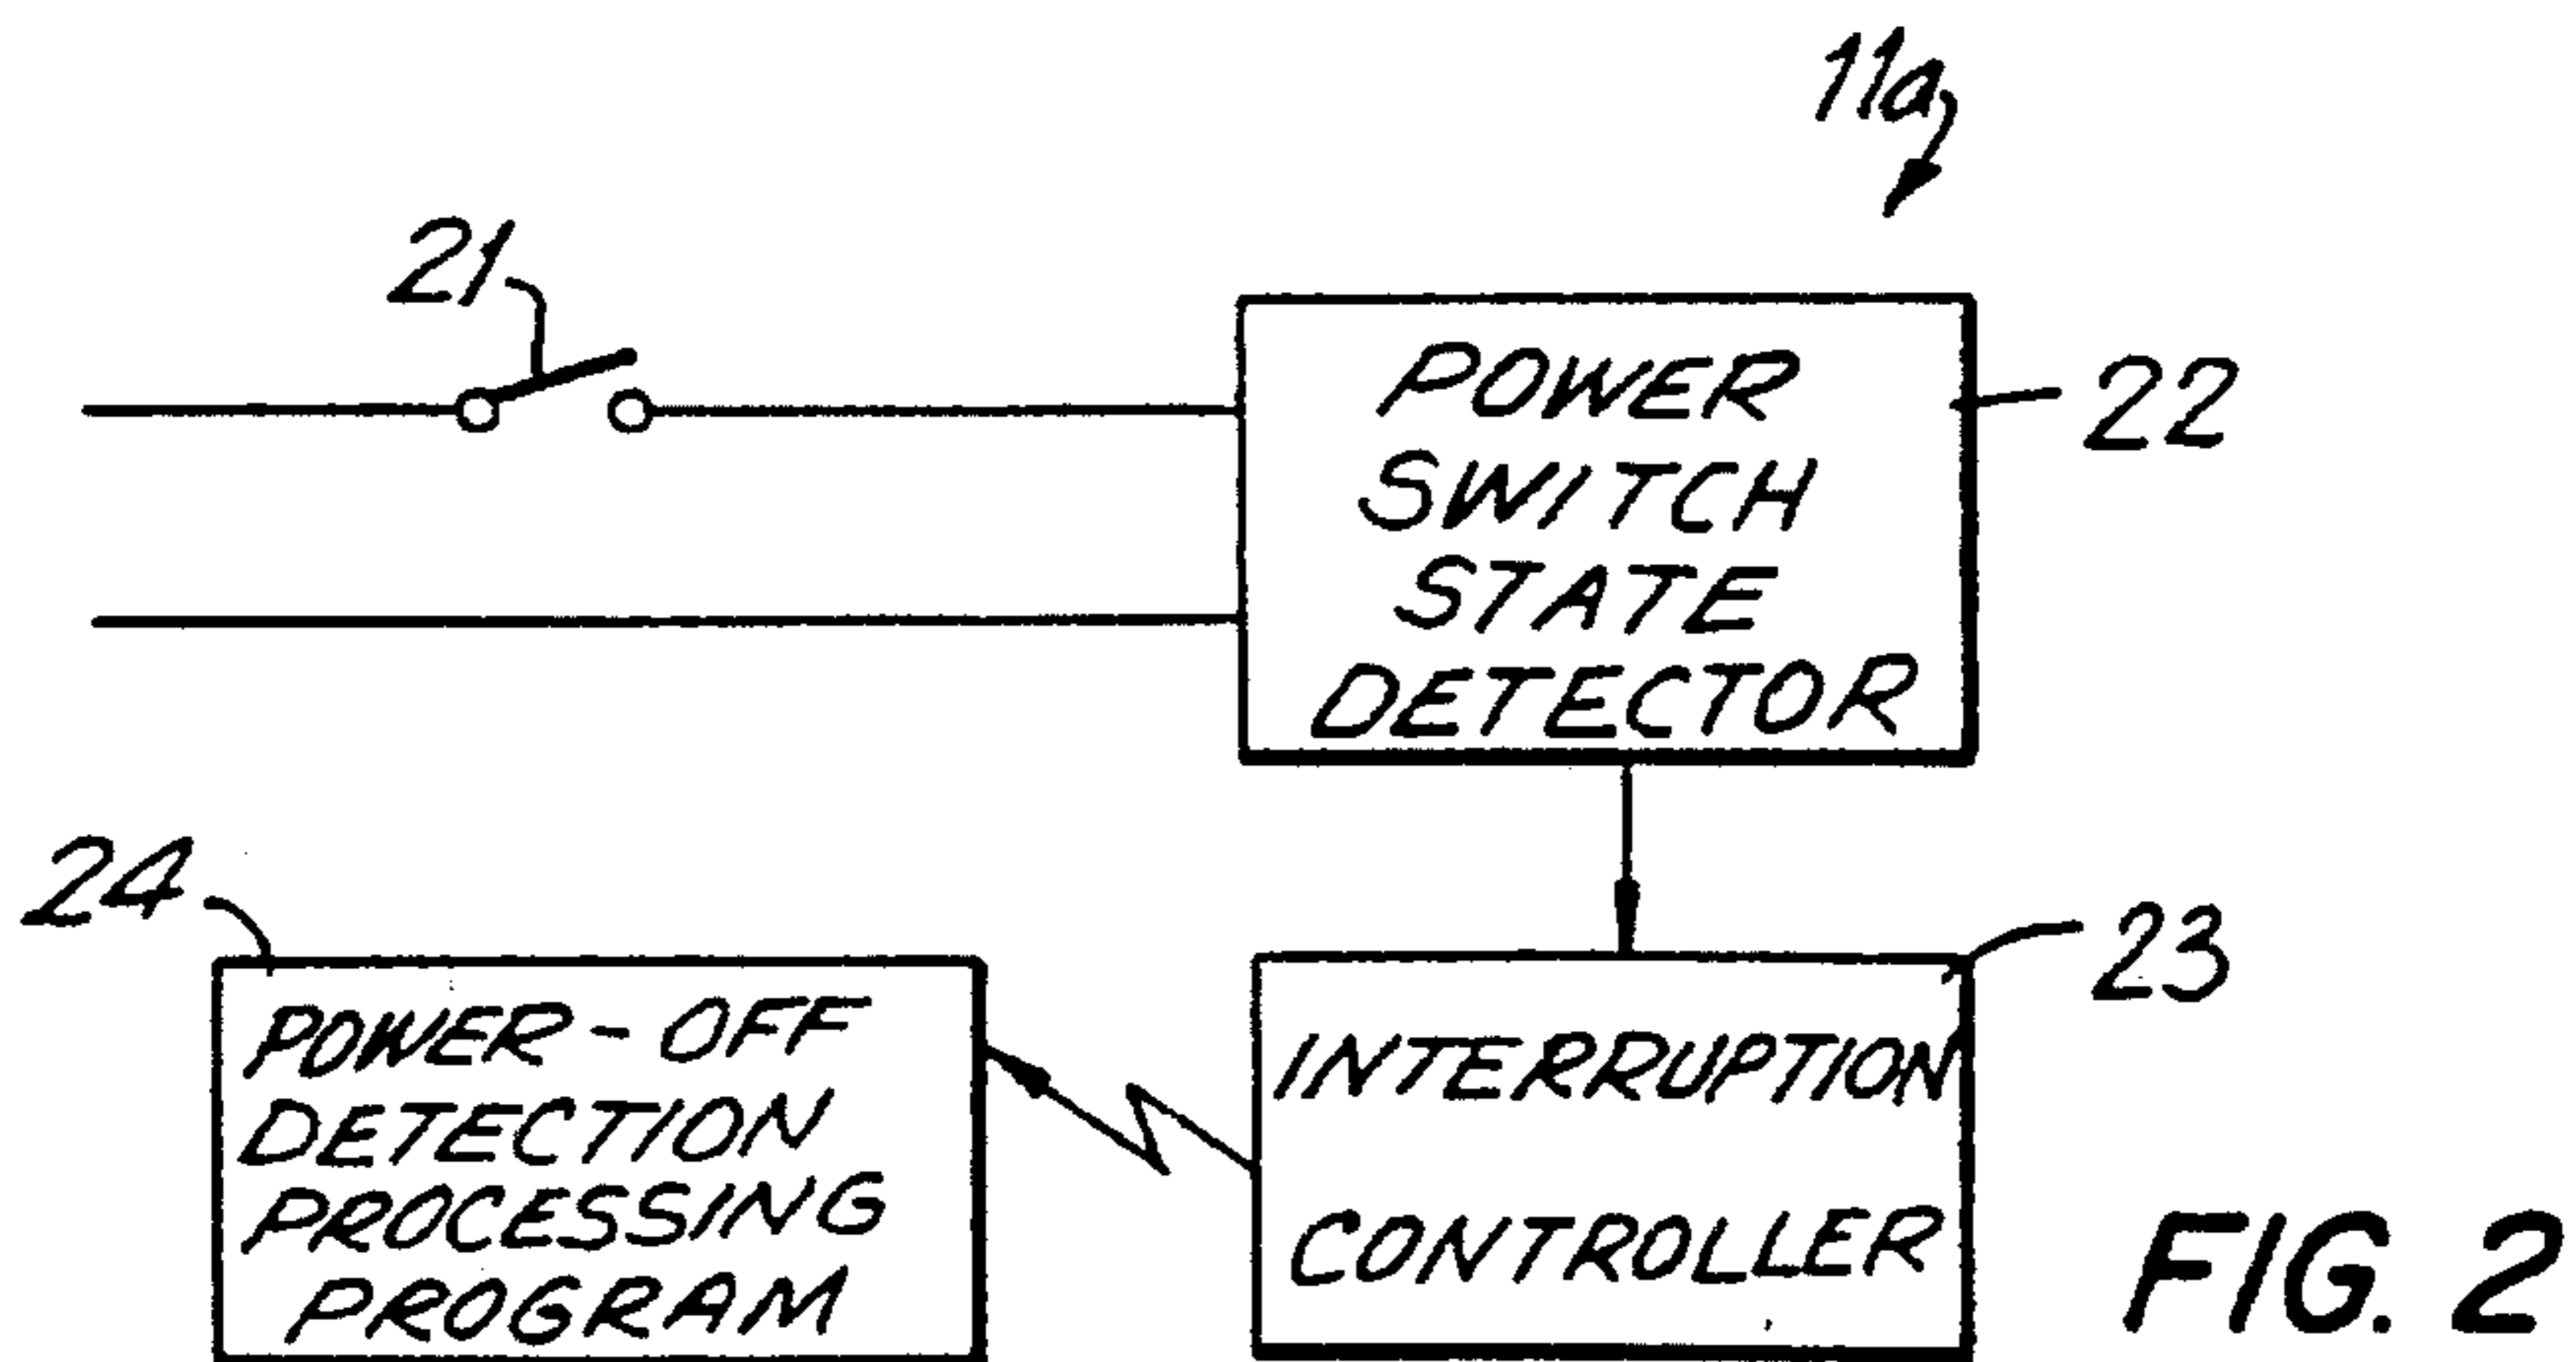 11a
21
POWER
SWITCH
STATE
DETECTOR
22
24
POWER-OFF
DETECTION
PROCESSING
PROGRAM
INTERRUPTION
CONTROLLER
23
FIG. 2